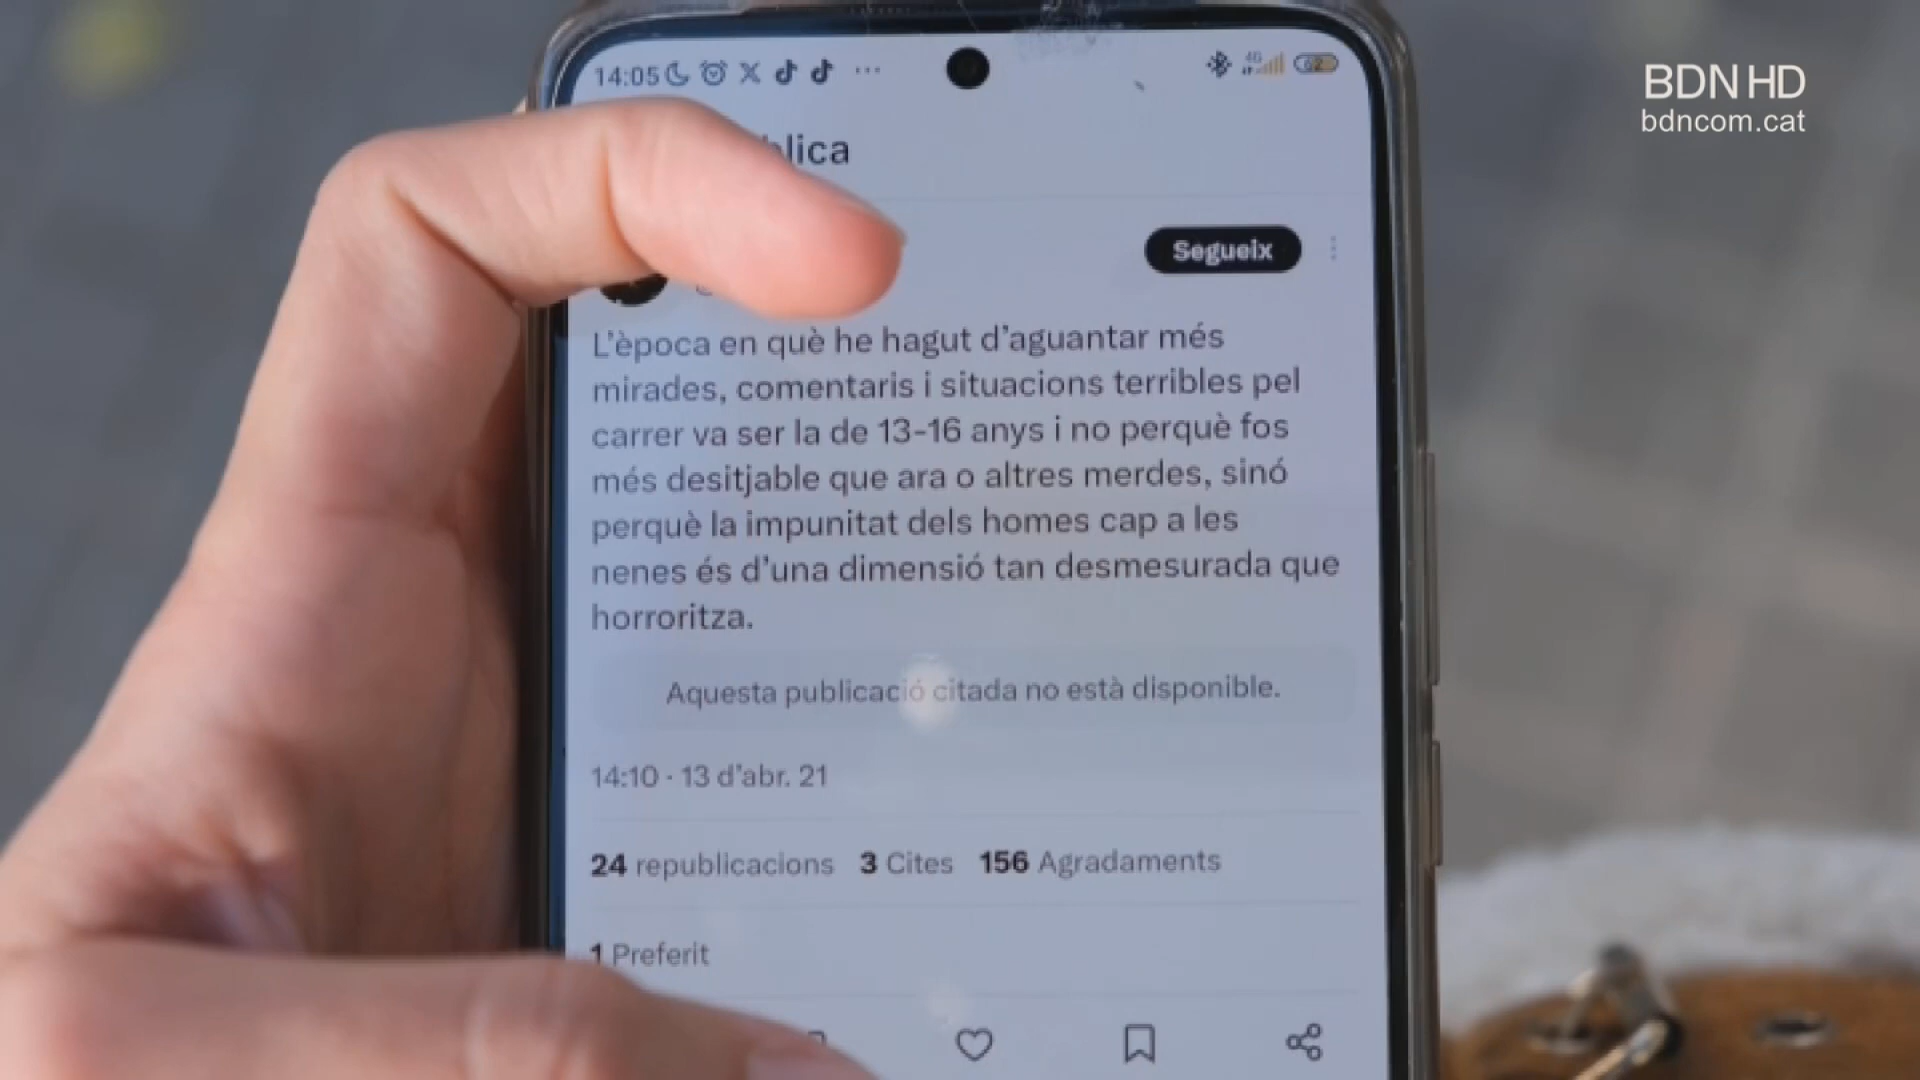 BDN HD
bdncom.cat
14:05
Segueix
L'època en què he hagut d'aguantar més
mirades, comentaris i situacions terribles pel
carrer va ser la de 13-16 anys i no perquè fos
més desitjable que ara o altres merdes, sinó
perquè la impunitat dels homes cap a les
nenes és d'una dimensió tan desmesurada que
horroritza.
Aquesta publicació citada no està disponible.
14:10 · 13 d'abr. 21
24 republicacions 3 Cites 156 Agradaments
1 Preferit